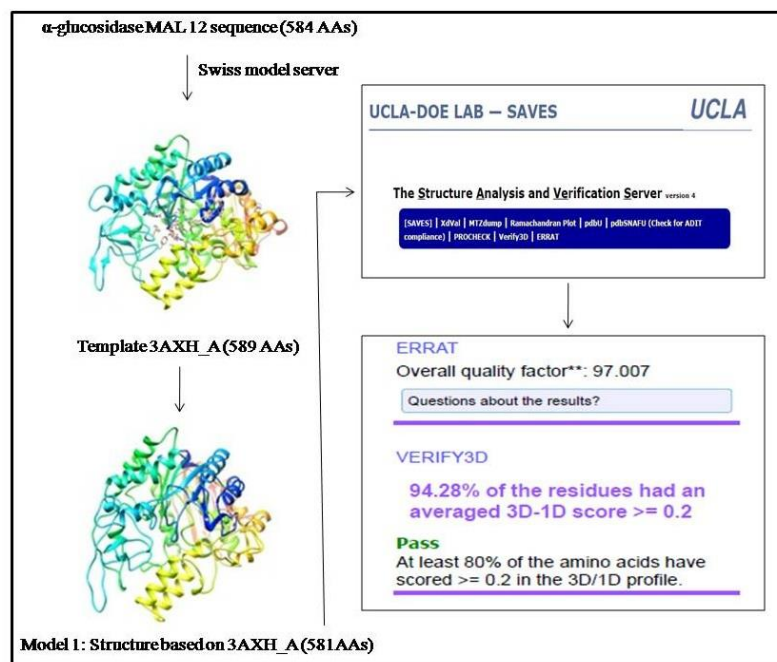 α-glucosidase MAL 12 sequence (584 AAs)
Swiss model server
Template 3AXH_A (589 AAs)
Model 1: Structure based on 3AXH_A (581AAs)
UCLA-DOE LAB — SAVES
UCLA
The Structure Analysis and Verification Server version 4
[SAVES] | XdVal | MTZdump | Ramachandran Plot | pdbU | pdbSNAFU (Check for ADIT
compliance) | PROCHECK | Verify3D | ERRAT
ERRAT
Overall quality factor**: 97.007
Questions about the results?
VERIFY3D
94.28% of the residues had an
averaged 3D-1D score >= 0.2
Pass
At least 80% of the amino acids have
scored >= 0.2 in the 3D/1D profile.